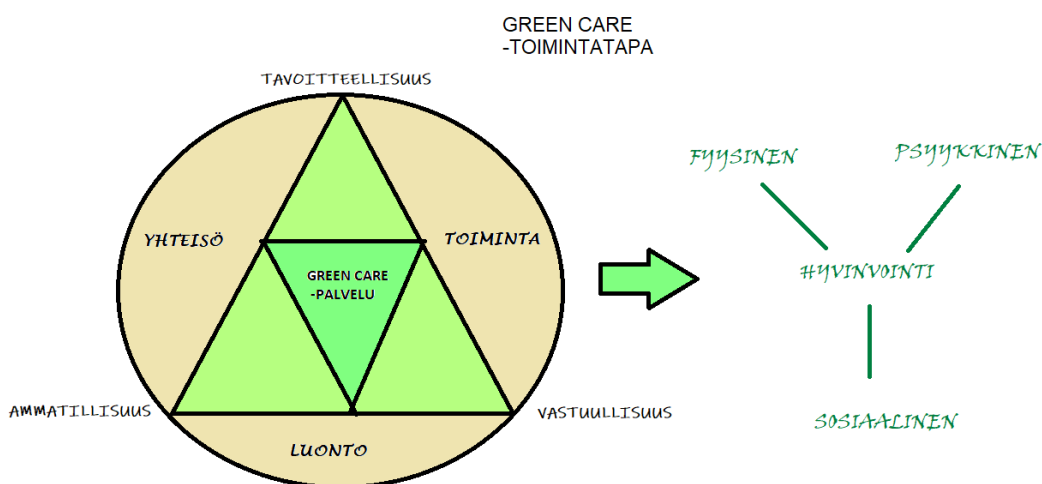 GREEN CARE
-TOIMINTATAPA
TAVOITTEELLISUUS
FYYSINEN
PSYYKKINEN
YHTEISÖ
TOIMINTA
GREEN CARE
-PALVELU
HYVINVOINTI
AMMATILLISUUS
VASTUULLISUUS
LUONTO
SOSIAALINEN